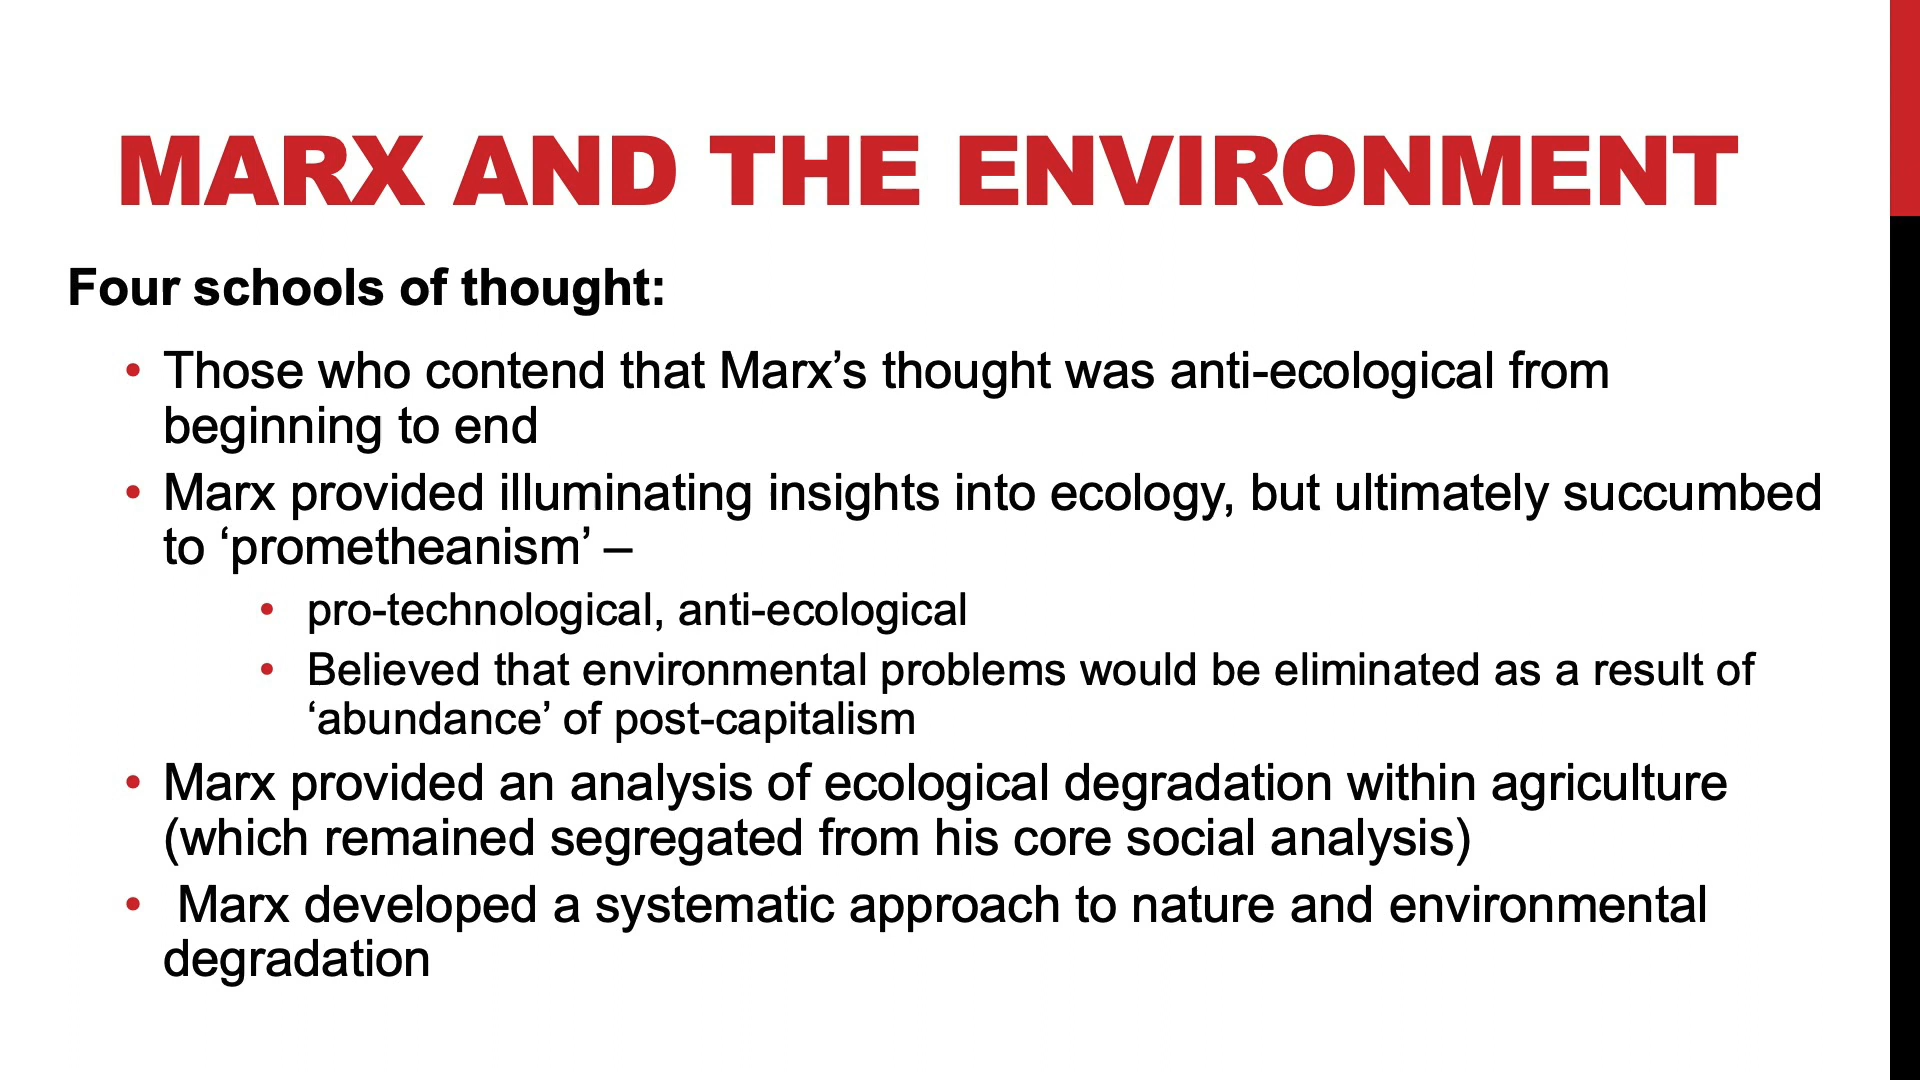 MARX AND THE ENVIRONMENT
Four schools of thought:
• Those who contend that Marx’s thought was anti-ecological from
beginning to end
• Marx provided illuminating insights into ecology, but ultimately succumbed
to ‘prometheanism’ –
• pro-technological, anti-ecological
• Believed that environmental problems would be eliminated as a result of
‘abundance’ of post-capitalism
• Marx provided an analysis of ecological degradation within agriculture
(which remained segregated from his core social analysis)
• Marx developed a systematic approach to nature and environmental
degradation